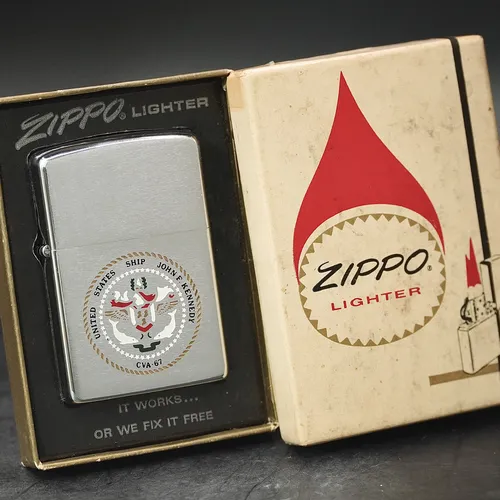 ZIPPO® LIGHTER
UNITED STATES SHIP JOHN F KENNEDY
CVA-67
IT WORKS...
OR WE FIX IT FREE
ZIPPO®
LIGHTER